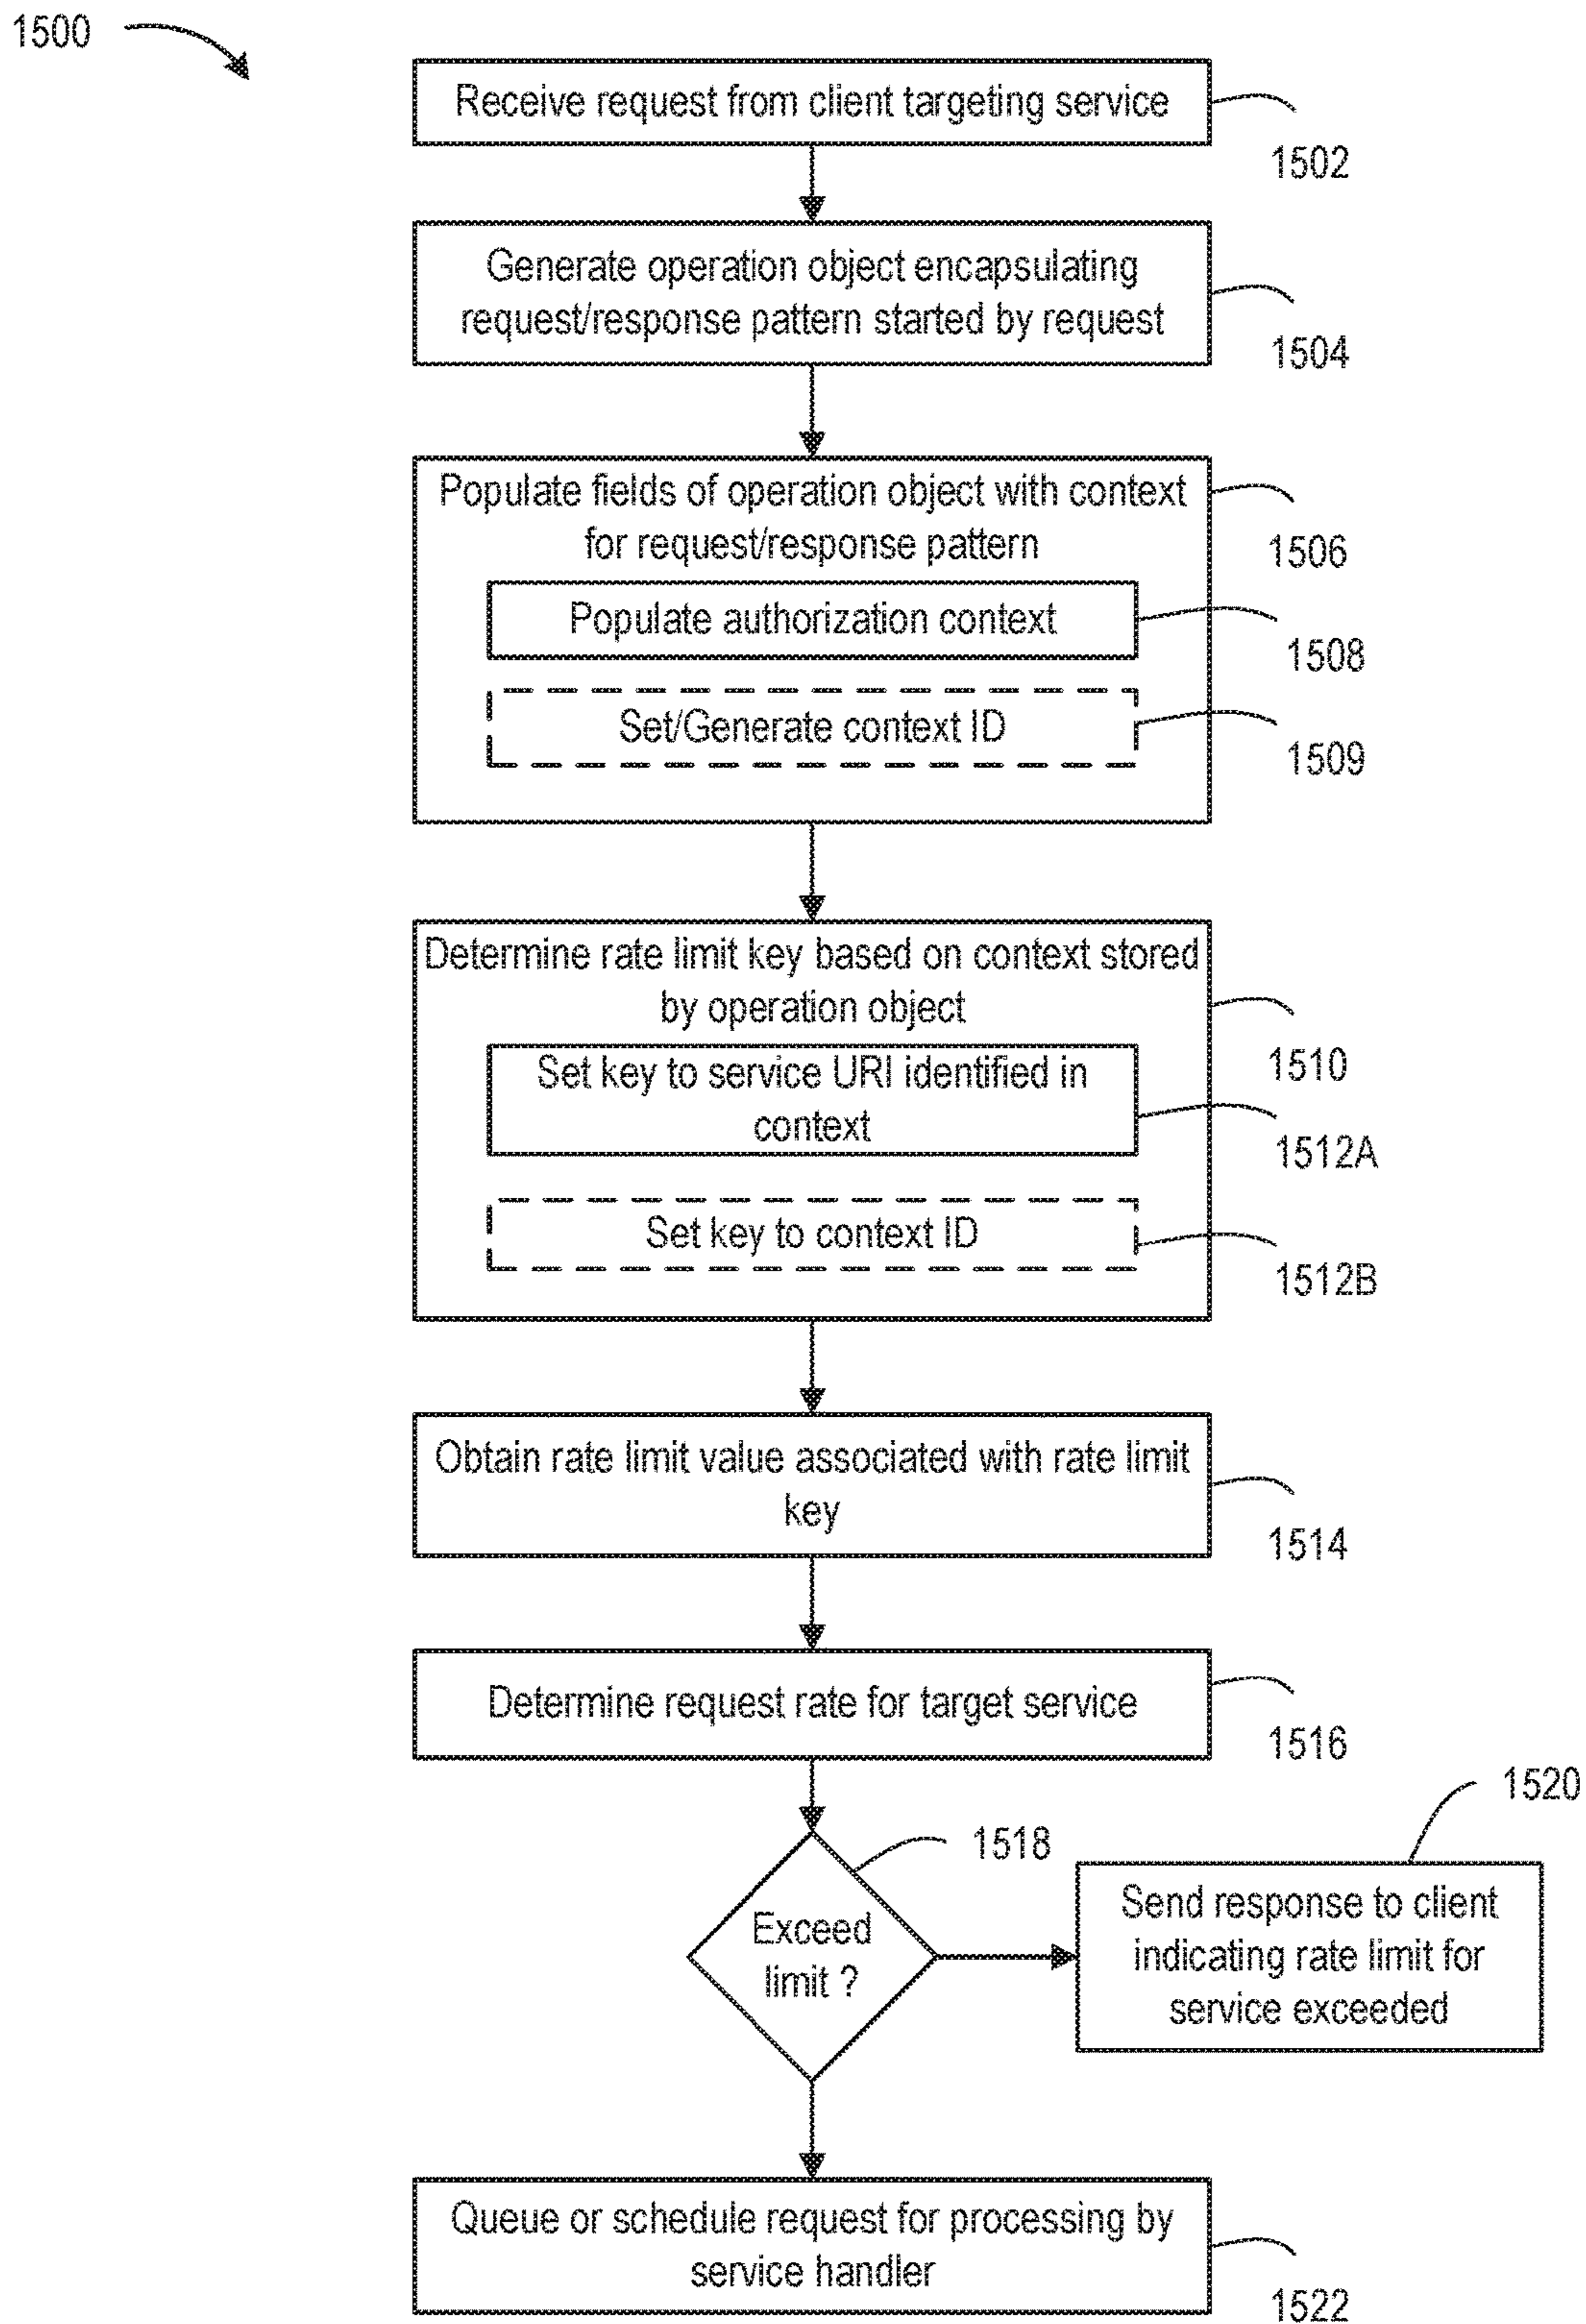 1500
Receive request from client targeting service
1502
Generate operation object encapsulating
request/response pattern started by request
1504
Populate fields of operation object with context
for request/response pattern
1506
Populate authorization context
1508
Set/Generate context ID
1509
Determine rate limit key based on context stored
by operation object
1510
Set key to service URI identified in
context
1512A
Set key to context ID
1512B
Obtain rate limit value associated with rate limit
key
1514
Determine request rate for target service
1516
1518
Exceed
limit ?
1520
Send response to client
indicating rate limit for
service exceeded
Queue or schedule request for processing by
service handler
1522